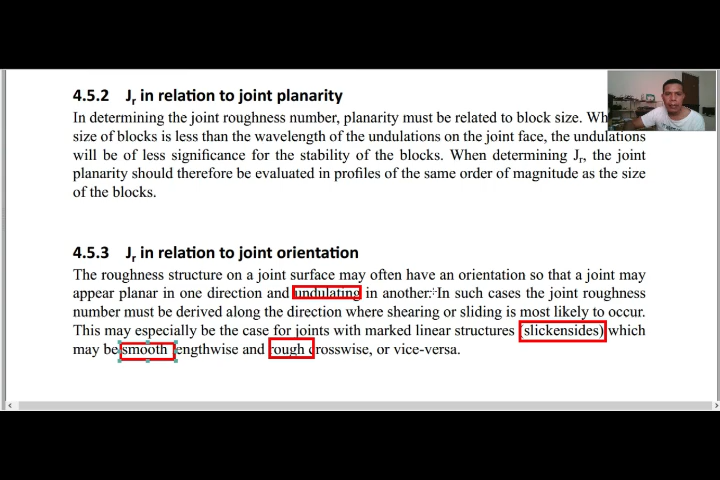 4.5.2 Jr in relation to joint planarity
In determining the joint roughness number, planarity must be related to block size. Wh
size of blocks is less than the wavelength of the undulations on the joint face, the undulations
will be of less significance for the stability of the blocks. When determining Jr, the joint
planarity should therefore be evaluated in profiles of the same order of magnitude as the size
of the blocks.
4.5.3 Jr in relation to joint orientation
The roughness structure on a joint surface may often have an orientation so that a joint may
appear planar in one direction and undulating in another. In such cases the joint roughness
number must be derived along the direction where shearing or sliding is most likely to occur.
This may especially be the case for joints with marked linear structures (slickensides) which
may be smooth lengthwise and rough crosswise, or vice-versa.